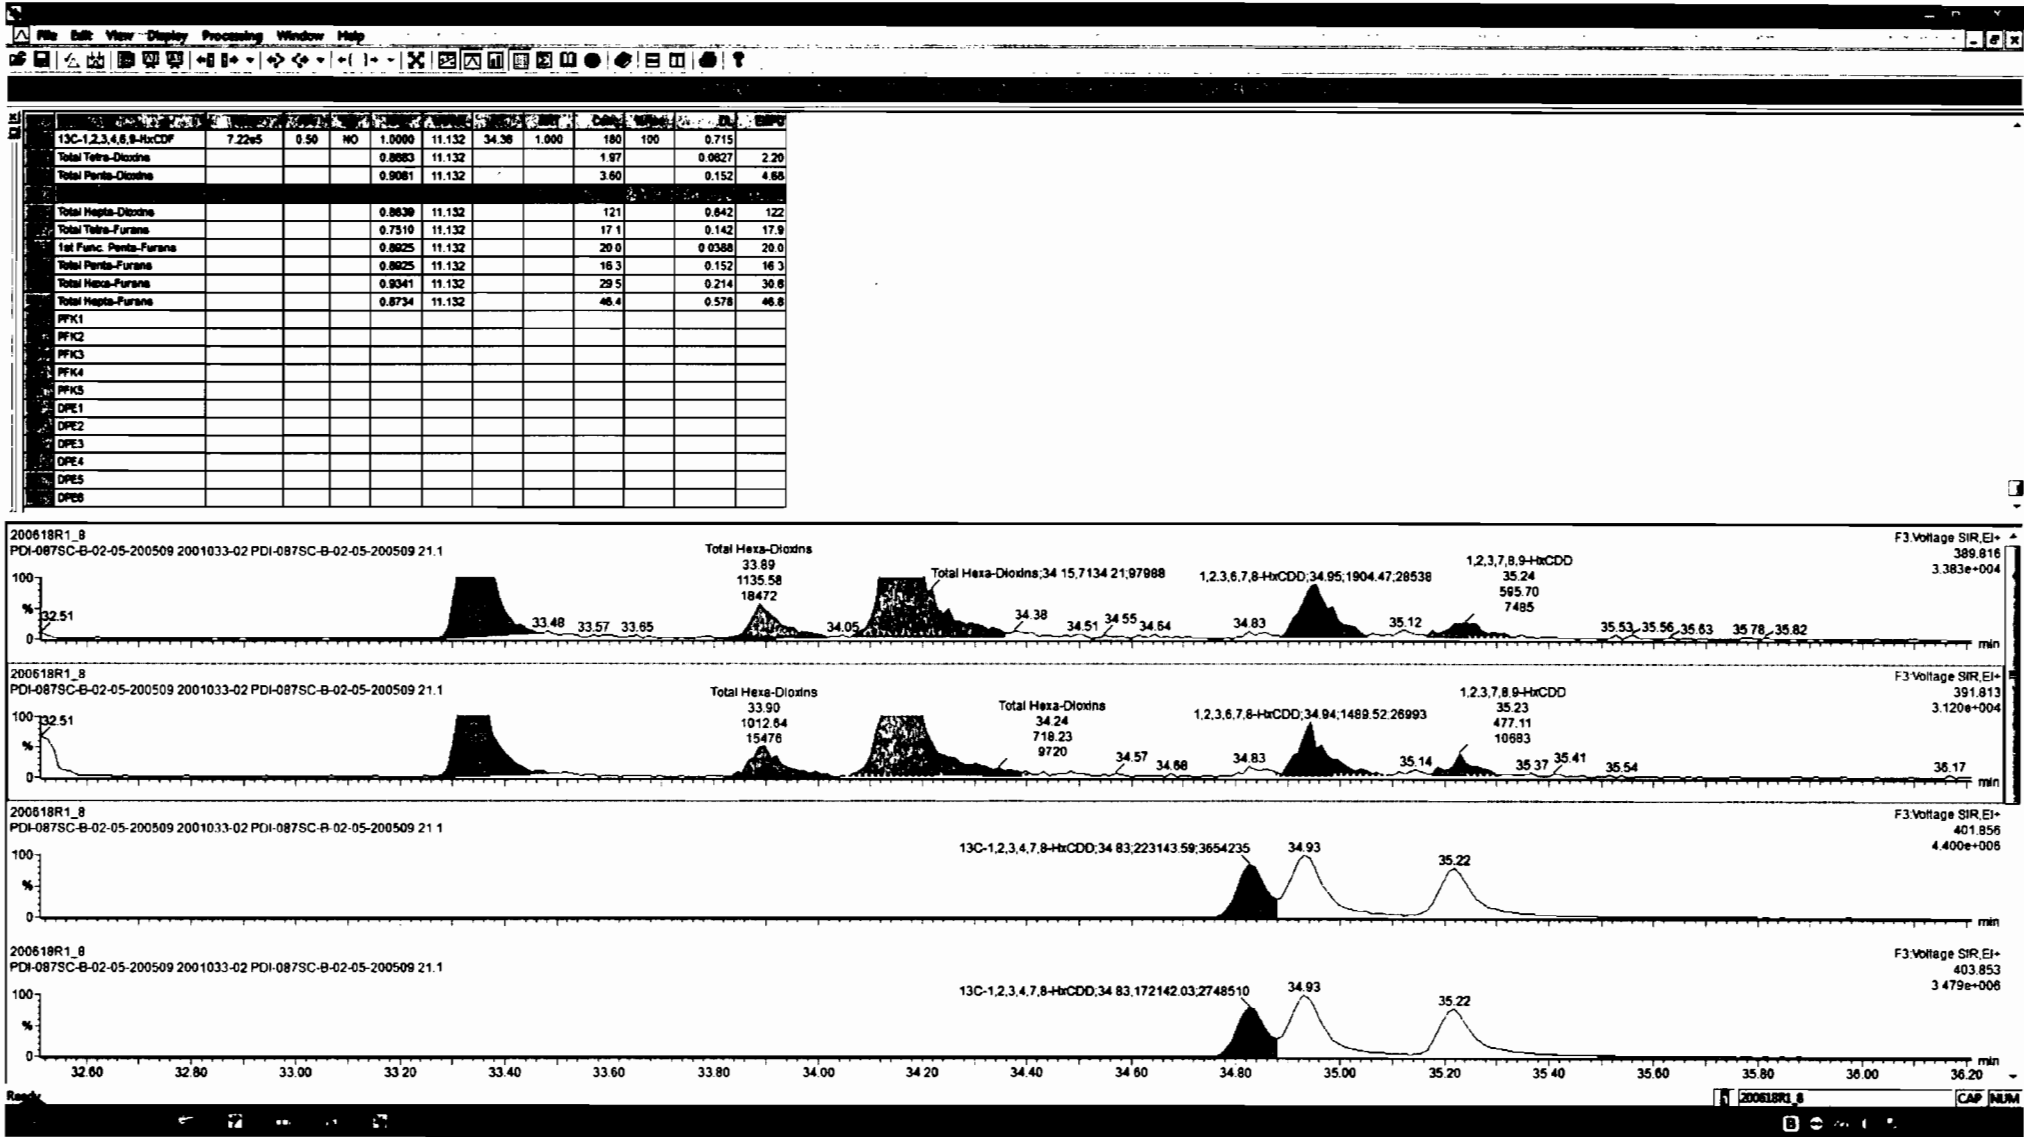 File Edit View Display Processing Window Help
Conc. DL EMPC
13C-1,2,3,4,6,9-HxCDF 7.22e5 0.50 NO 1.0000 11.132 34.36 1.000 180 100 0.715
Total Tetra-Dioxins 0.8683 11.132 1.97 0.0827 2.20
Total Penta-Dioxins 0.9081 11.132 3.60 0.152 4.68
Total Hepta-Dioxins 0.8639 11.132 121 0.642 122
Total Tetra-Furans 0.7510 11.132 17 1 0.142 17.9
1st Func. Penta-Furans 0.8925 11.132 20 0 0 0388 20.0
Total Penta-Furans 0.8925 11.132 16 3 0.152 16 3
Total Hexa-Furans 0.9341 11.132 29 5 0.214 30.6
Total Hepta-Furans 0.8734 11.132 46.4 0.578 46.8
PFK1
PFK2
PFK3
PFK4
PFK5
DPE1
DPE2
DPE3
DPE4
DPE5
DPE6
200618R1_8
PDI-087SC-B-02-05-200509 2001033-02 PDI-087SC-B-02-05-200509 21.1
F3:Voltage SIR,EI+
389.816
3.383e+004
Total Hexa-Dioxins
33.89
1135.58
18472
Total Hexa-Dioxins;34 15,7134 21;97988
1,2,3,6,7,8-HxCDD;34.95;1904.47;28538
1,2,3,7,8,9-HxCDD
35.24
595.70
7485
100
%
0
32.51 33.48 33.57 33.65 34.05 34.38 34.51 34.55 34.64 34.83 35.12 35.53 35.56 35.63 35 78 35.82
min
200618R1_8
PDI-087SC-B-02-05-200509 2001033-02 PDI-087SC-B-02-05-200509 21.1
F3:Voltage SIR,EI+
391.813
3.120e+004
Total Hexa-Dioxins
33.90
1012.64
15476
Total Hexa-Dioxins
34.24
718.23
9720
1,2,3,6,7,8-HxCDD;34.94;1489.52;26993
1,2,3,7,8,9-HxCDD
35.23
477.11
10683
100
%
0
32.51 34.57 34.68 34.83 35.14 35 37 35.41 35.54 36.17
min
200618R1_8
PDI-087SC-B-02-05-200509 2001033-02 PDI-087SC-B-02-05-200509 21 1
F3:Voltage SIR,EI+
401.856
4.400e+006
13C-1,2,3,4,7,8-HxCDD;34 83;223143.59;3654235
34.93
35.22
100
%
0
min
200618R1_8
PDI-087SC-B-02-05-200509 2001033-02 PDI-087SC-B-02-05-200509 21.1
F3:Voltage SIR,EI+
403.853
3 479e+006
13C-1,2,3,4,7,8-HxCDD;34 83,172142.03;2748510
34.93
35.22
100
%
0
min
32.60 32.80 33.00 33 20 33.40 33.60 33.80 34.00 34 20 34.40 34 60 34.80 35.00 35.20 35 40 35.60 35.80 36 00 36.20
Ready
200618R1_8
CAP NUM